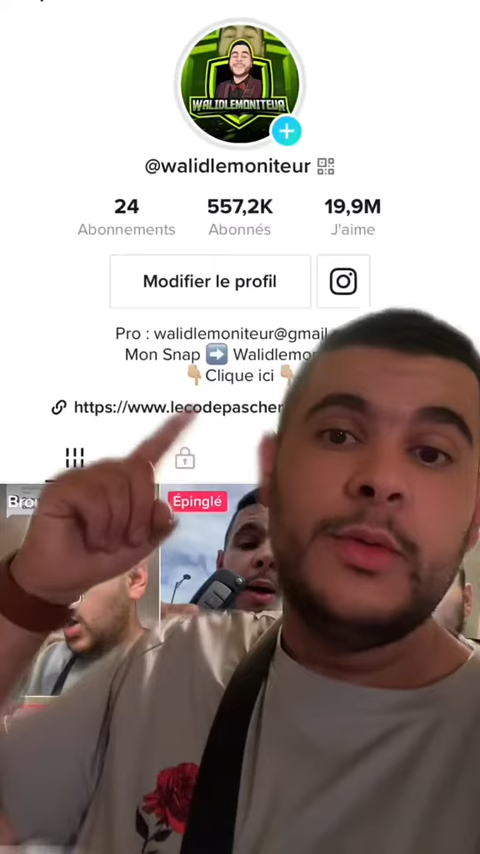 WALIDLEMONITEUR
@walidlemoniteur
24 557,2K 19,9M
Abonnements Abonnés J'aime
Modifier le profil
Pro : walidlemoniteur@gmail
Mon Snap ➡️
👇🏼Clique ici 👇🏼
https://www.lecodepascher
Épinglé